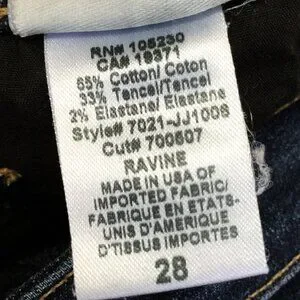 RN# 105230
CA# 19371
65% Cotton/ Coton
33% Tencel/Tencel
2% Elastane/ Elastane
Style# 7021-JJ1006
Cut# 700507
RAVINE
MADE IN USA OF
IMPORTED FABRIC/
FABRIQUE EN ETATS-
UNIS D'AMERIQUE
D'TISSUS IMPORTES
28